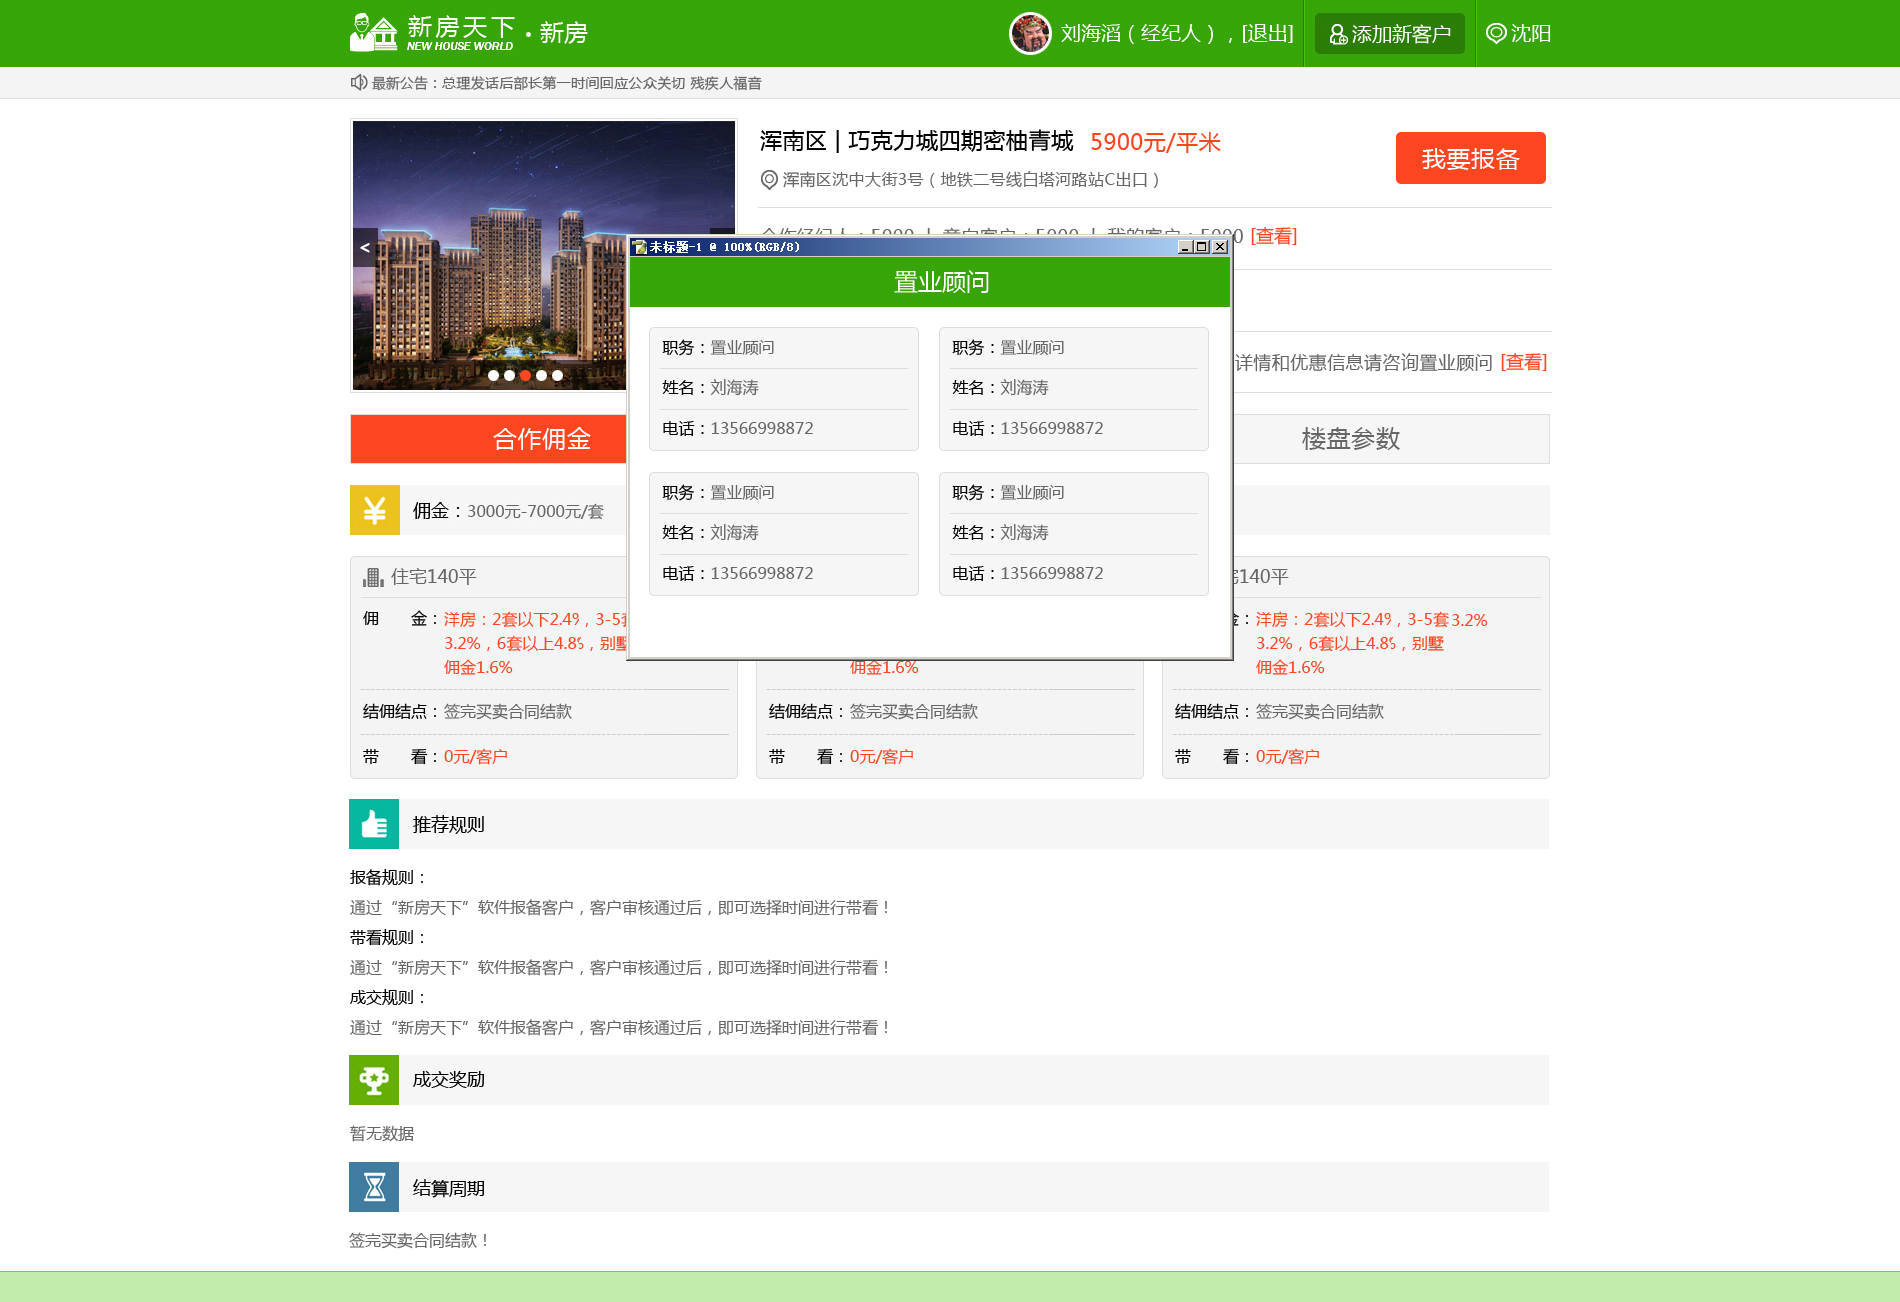 新房天下 · 新房
NEW HOUSE WORLD
刘海滔（经纪人），[退出]
添加新客户
沈阳
最新公告：总理发话后部长第一时间回应公众关切 残疾人福音
浑南区 | 巧克力城四期密柚青城 5900元/平米
我要报备
浑南区沈中大街3号（地铁二号线白塔河路站C出口）
合作经纪人：5000 | 意向客户：5000 | 我的客户：5000 [查看]
<
未标题-1 @ 100%(RGB/8)
置业顾问
职务：置业顾问
姓名：刘海涛
电话：13566998872
职务：置业顾问
姓名：刘海涛
电话：13566998872
职务：置业顾问
姓名：刘海涛
电话：13566998872
职务：置业顾问
姓名：刘海涛
电话：13566998872
详情和优惠信息请咨询置业顾问 [查看]
合作佣金
楼盘参数
佣金：3000元-7000元/套
住宅140平
佣 金：洋房：2套以下2.4%，3-5
3.2%，6套以上4.8%，别
佣金1.6%
结佣结点：签完买卖合同结款
带 看：0元/客户
佣金1.6%
结佣结点：签完买卖合同结款
带 看：0元/客户
140平
金：洋房：2套以下2.4%，3-5套3.2%
3.2%，6套以上4.8%，别墅
佣金1.6%
结佣结点：签完买卖合同结款
带 看：0元/客户
推荐规则
报备规则：
通过“新房天下”软件报备客户，客户审核通过后，即可选择时间进行带看！
带看规则：
通过“新房天下”软件报备客户，客户审核通过后，即可选择时间进行带看！
成交规则：
通过“新房天下”软件报备客户，客户审核通过后，即可选择时间进行带看！
成交奖励
暂无数据
结算周期
签完买卖合同结款！